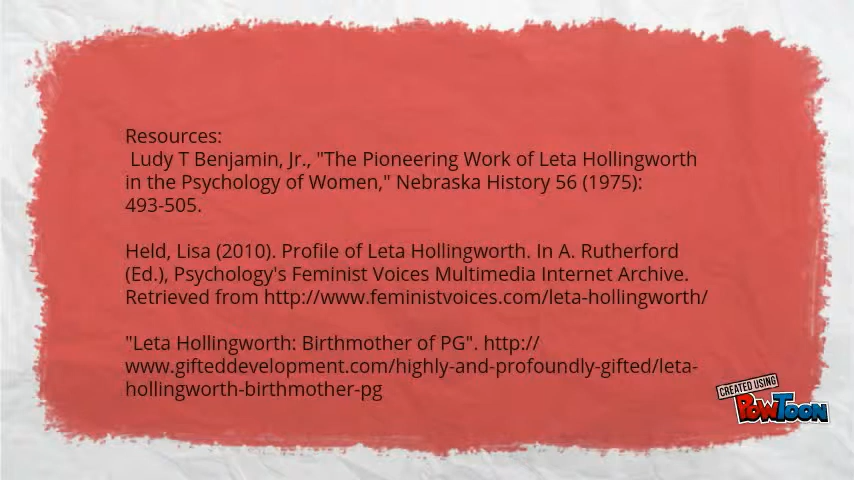 Resources:
Ludy T Benjamin, Jr., "The Pioneering Work of Leta Hollingworth
in the Psychology of Women," Nebraska History 56 (1975):
493-505.
Held, Lisa (2010). Profile of Leta Hollingworth. In A. Rutherford
(Ed.), Psychology's Feminist Voices Multimedia Internet Archive.
Retrieved from http://www.feministvoices.com/leta-hollingworth/
"Leta Hollingworth: Birthmother of PG". http://
www.gifteddevelopment.com/highly-and-profoundly-gifted/leta-
hollingworth-birthmother-pg
CREATED USING
POWTOON